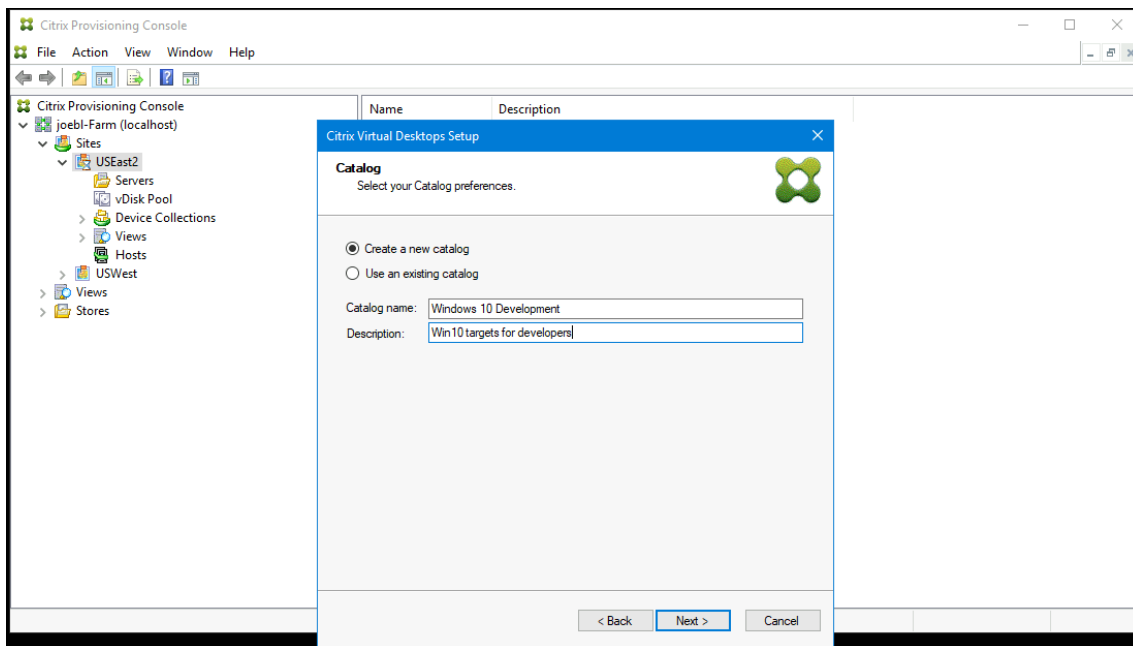 Citrix Provisioning Console
File Action View Window Help
Citrix Provisioning Console
joebl-Farm (localhost)
Sites
USEast2
Servers
vDisk Pool
Device Collections
Views
Hosts
USWest
Views
Stores
Name Description
Citrix Virtual Desktops Setup
Catalog
Select your Catalog preferences.
Create a new catalog
Use an existing catalog
Catalog name: Windows 10 Development
Description: Win10 targets for developers
< Back Next > Cancel